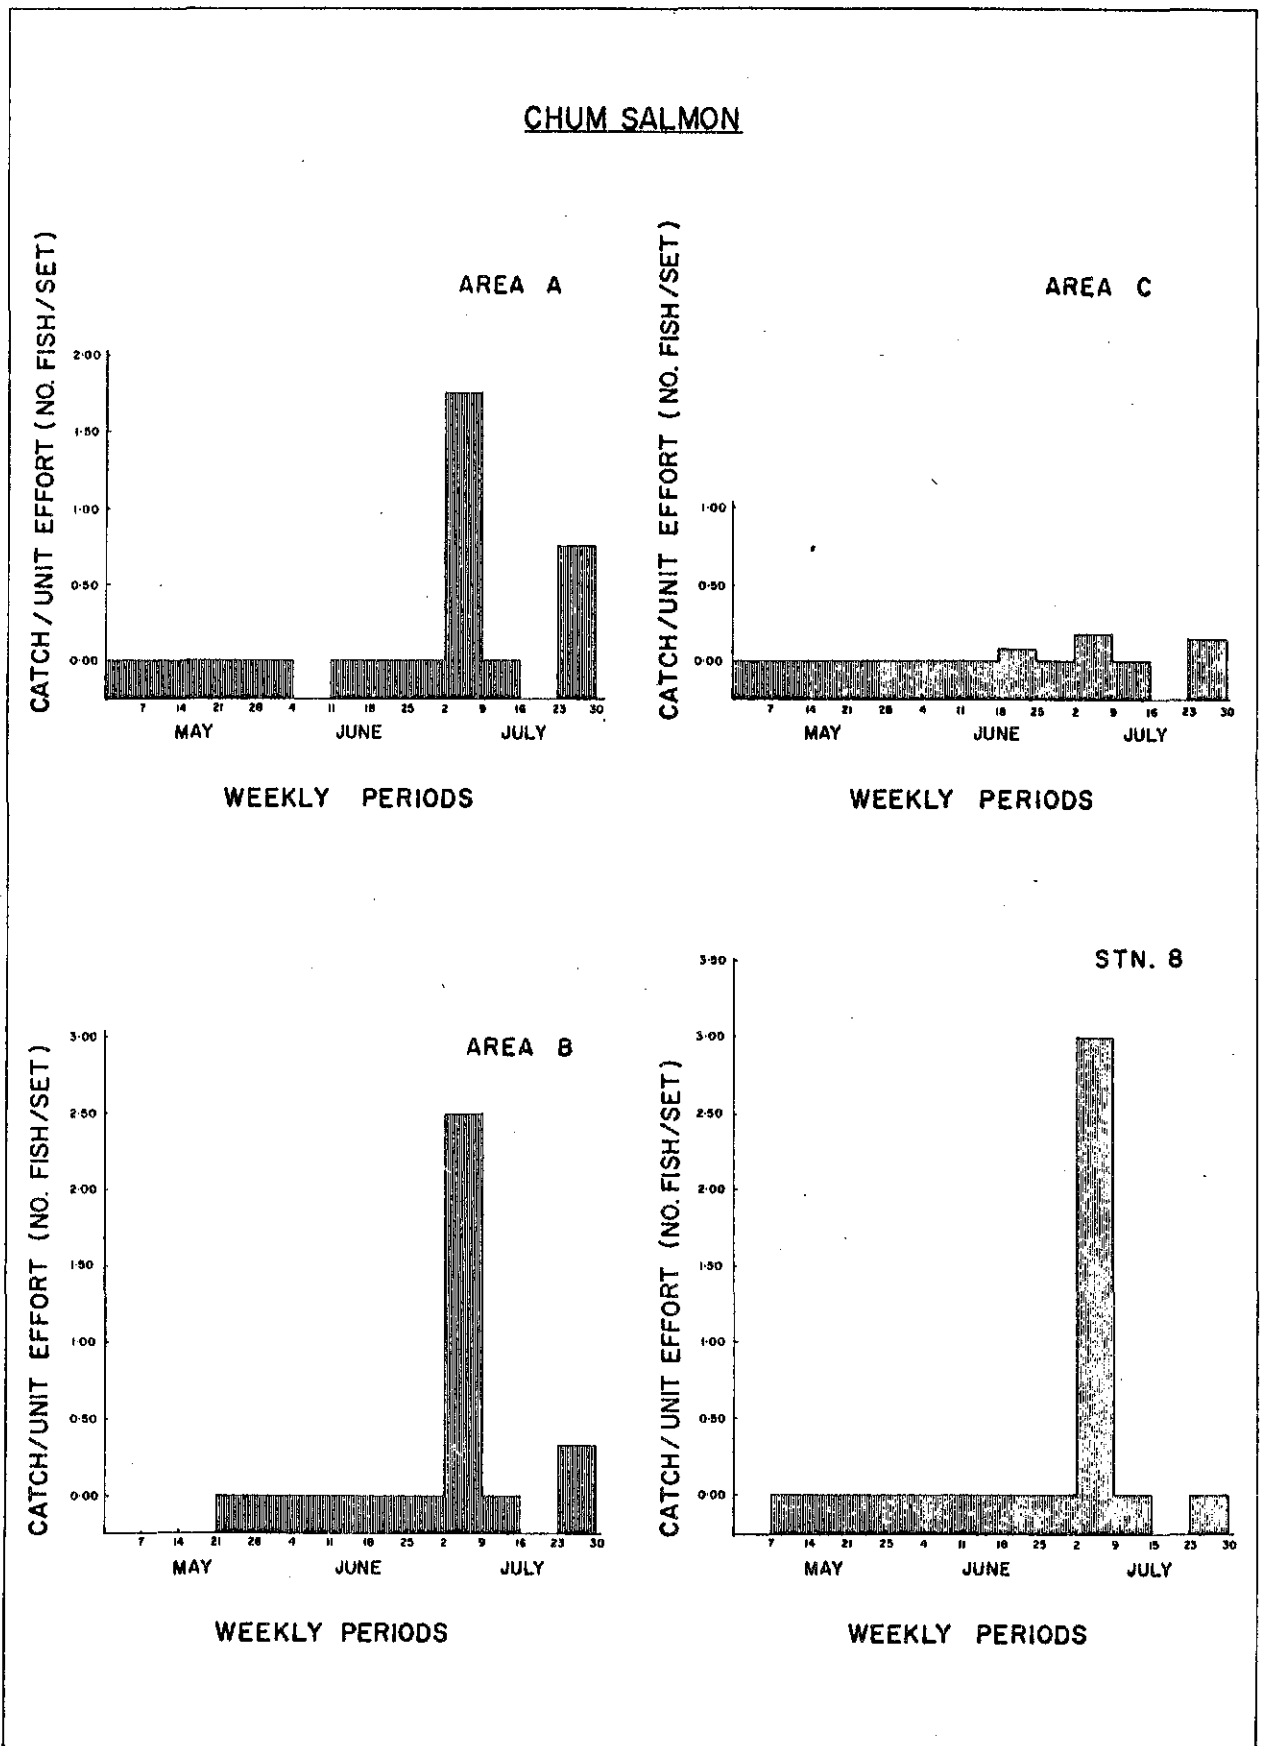 CHUM SALMON
AREA A
CATCH/UNIT EFFORT (NO. FISH/SET)
2.00
1.50
1.00
0.50
0.00
7 14 21 28 4 11 18 25 2 9 16 23 30
MAY JUNE JULY
WEEKLY PERIODS
AREA C
CATCH/UNIT EFFORT (NO. FISH/SET)
1.00
0.50
0.00
7 14 21 28 4 11 18 25 2 9 16 23 30
MAY JUNE JULY
WEEKLY PERIODS
AREA B
CATCH/UNIT EFFORT (NO. FISH/SET)
3.00
2.50
2.00
1.50
1.00
0.50
0.00
7 14 21 28 4 11 18 25 2 9 16 23 30
MAY JUNE JULY
WEEKLY PERIODS
STN. 8
CATCH/UNIT EFFORT (NO. FISH/SET)
3.50
3.00
2.50
2.00
1.50
1.00
0.50
0.00
7 14 21 25 4 11 18 25 2 9 15 23 30
MAY JUNE JULY
WEEKLY PERIODS